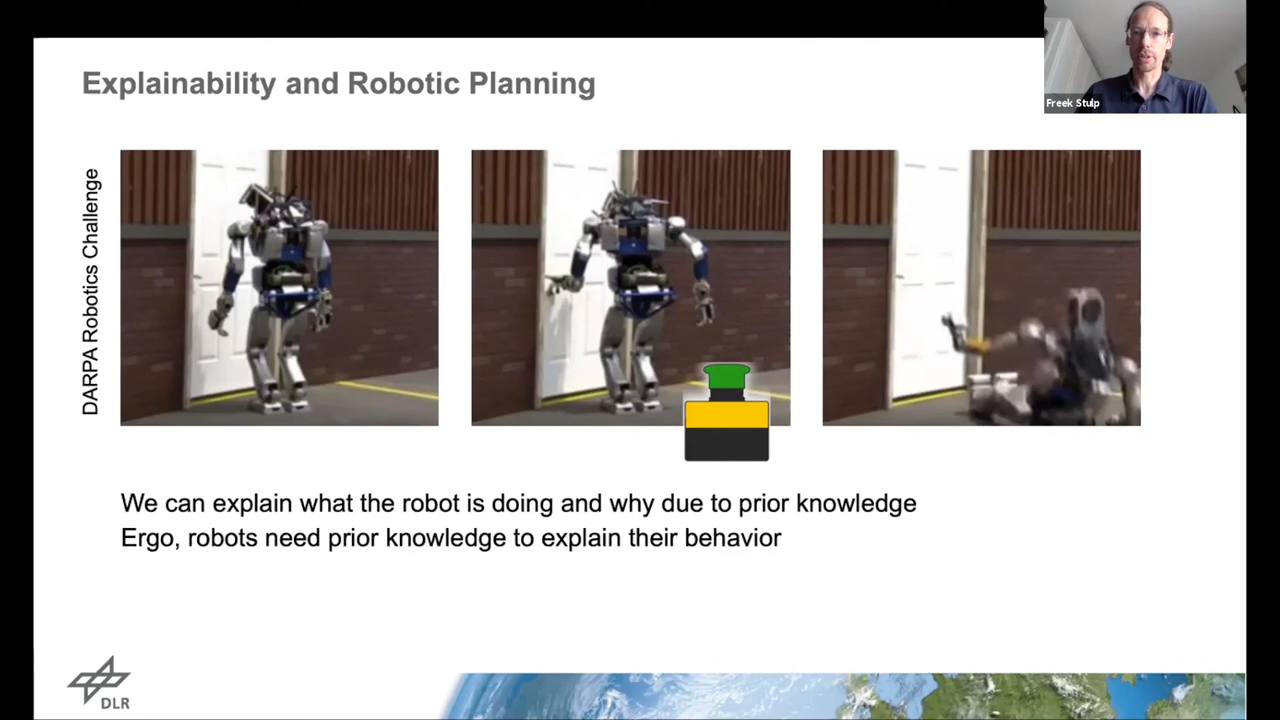 Explainability and Robotic Planning
Freek Stulp
DARPA Robotics Challenge
We can explain what the robot is doing and why due to prior knowledge
Ergo, robots need prior knowledge to explain their behavior
DLR